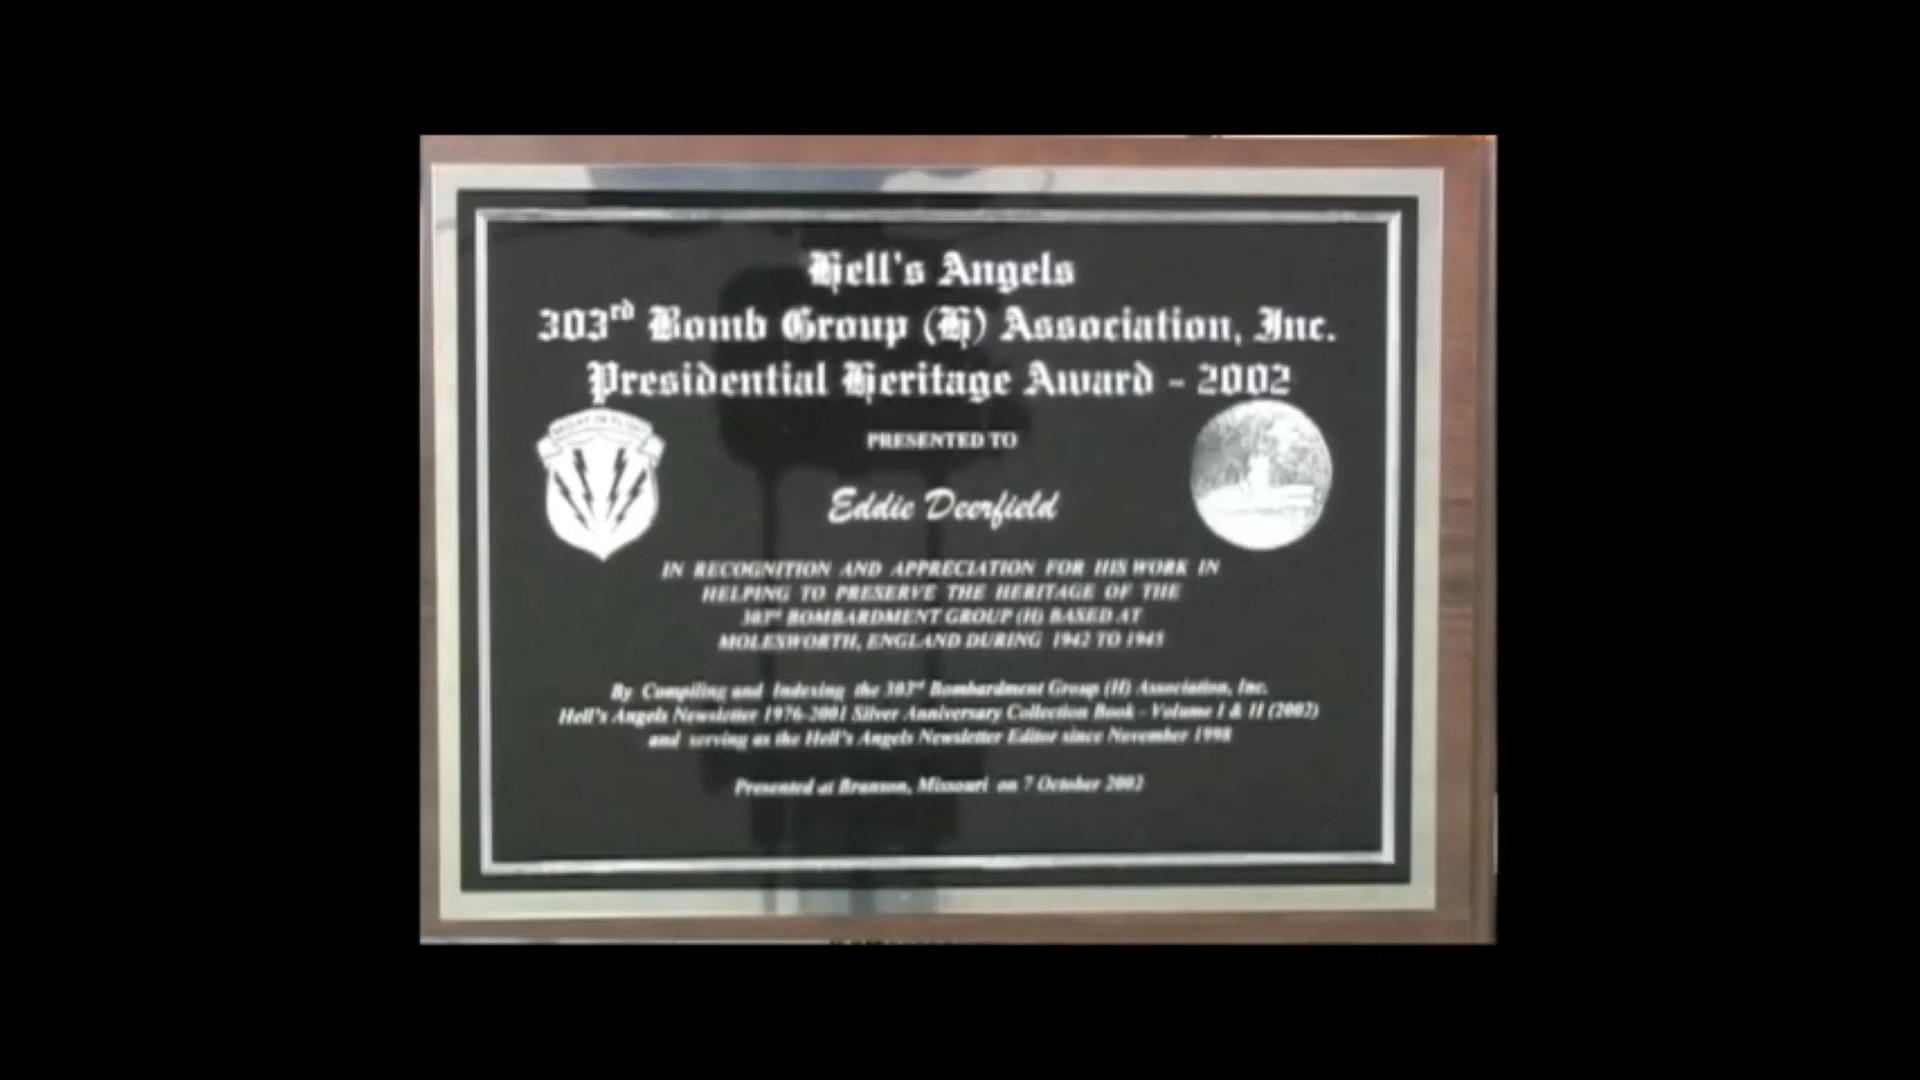 Hell's Angels
303rd Bomb Group (H) Association, Inc.
Presidential Heritage Award - 2002
PRESENTED TO
Eddie Deerfield
IN RECOGNITION AND APPRECIATION FOR HIS WORK IN
HELPING TO PRESERVE THE HERITAGE OF THE
303rd BOMBARDMENT GROUP (H) BASED AT
MOLESWORTH, ENGLAND DURING 1942 TO 1945
By Compiling and Indexing the 303rd Bombardment Group (H) Association, Inc.
Hell's Angels Newsletter 1976-2001 Silver Anniversary Collection Book - Volume I & II (2002)
and serving as the Hell's Angels Newsletter Editor since November 1998
Presented at Branson, Missouri on 7 October 2002